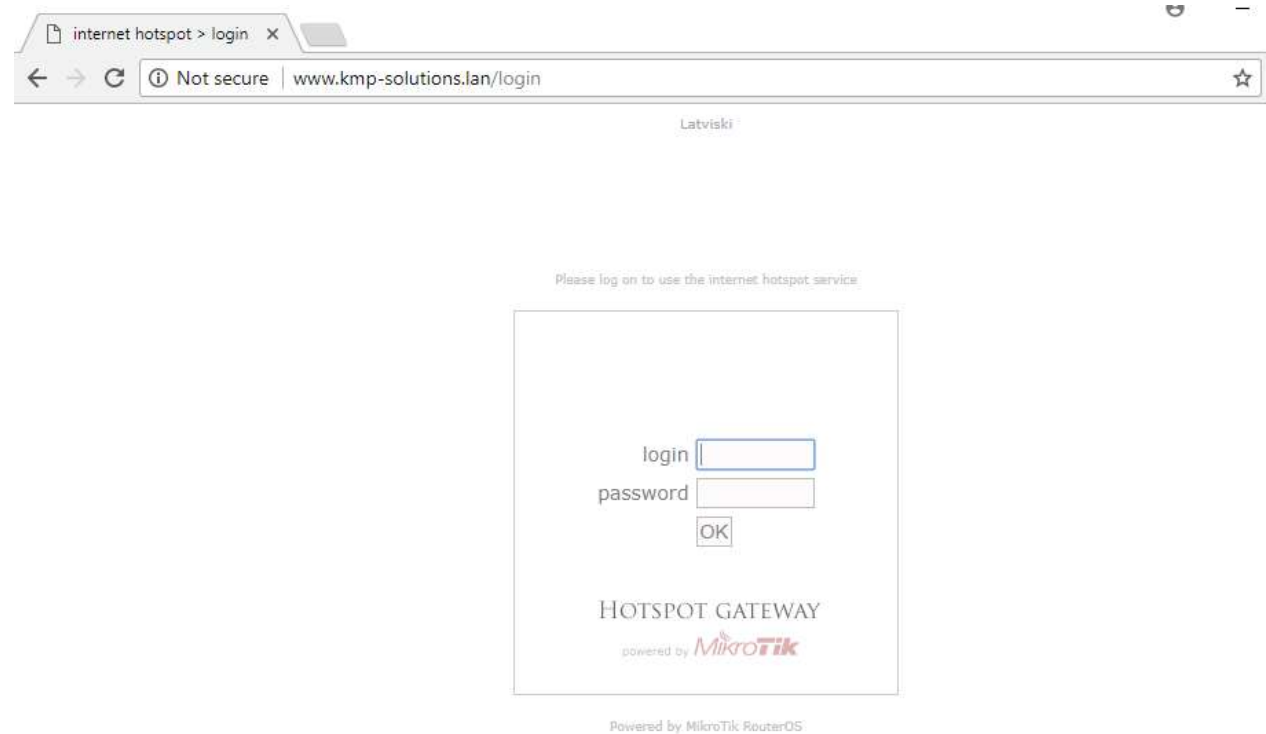 internet hotspot > login
Not secure | www.kmp-solutions.lan/login
Latviski
Please log on to use the internet hotspot service
login
password
OK
HOTSPOT GATEWAY
powered by MikroTik
Powered by MikroTik RouterOS